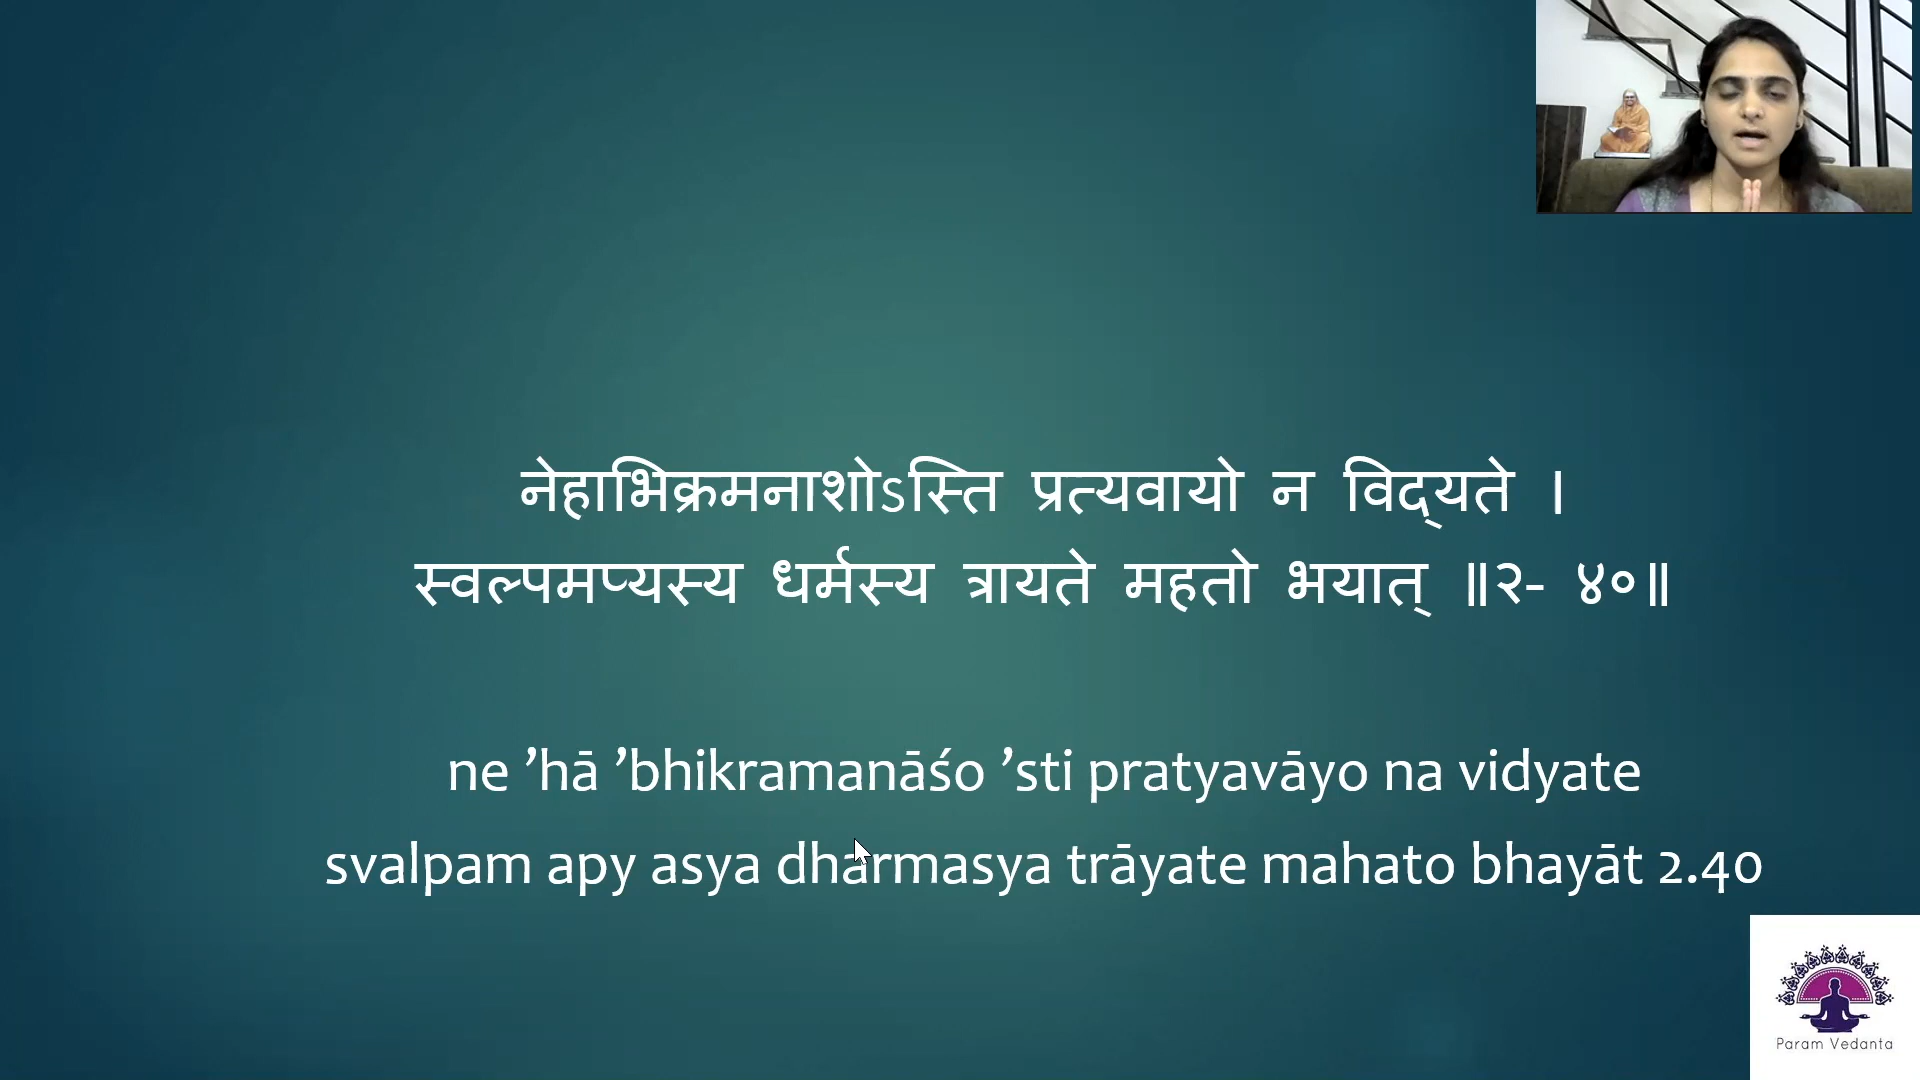 नेहाभिक्रमनाशोऽस्ति प्रत्यवायो न विद्यते ।
स्वल्पमप्यस्य धर्मस्य त्रायते महतो भयात् ॥२- ४०॥
ne ’hā ’bhikramanāśo ’sti pratyavāyo na vidyate
svalpam apy asya dharmasya trāyate mahato bhayāt 2.40
Param Vedanta